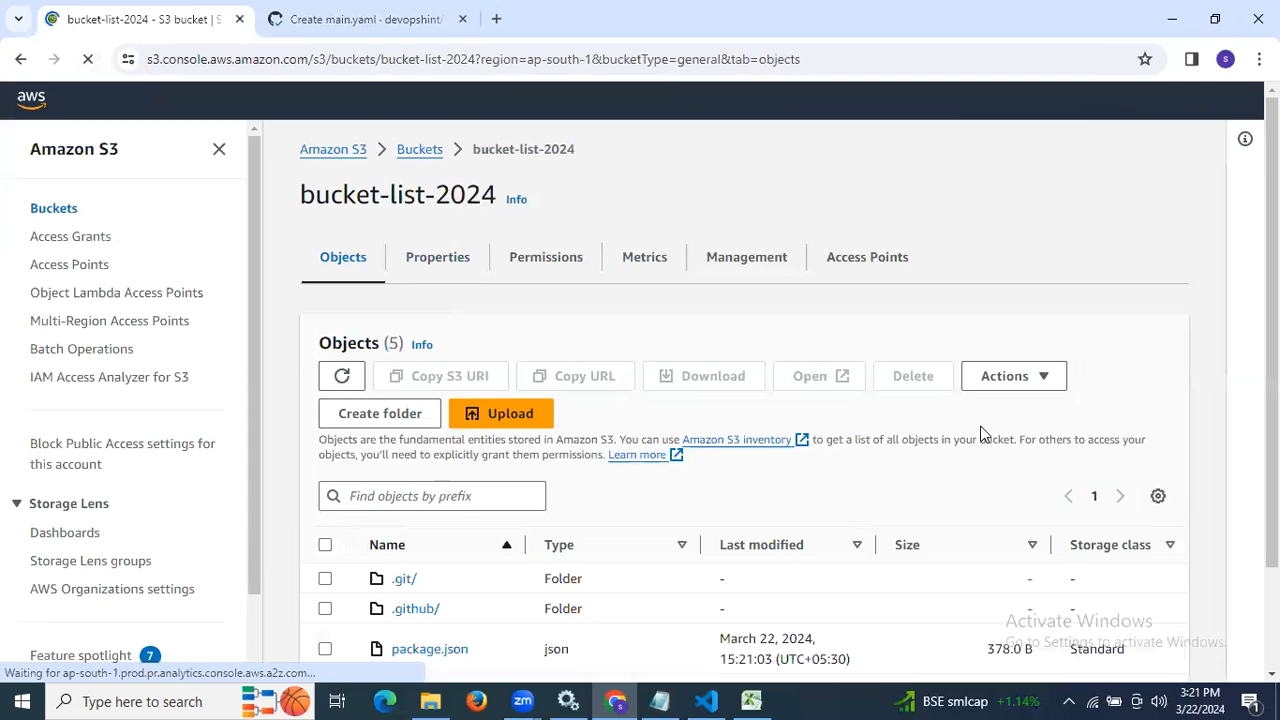 bucket-list-2024 - S3 bucket | S
Create main.yaml · devopshint/
s3.console.aws.amazon.com/s3/buckets/bucket-list-2024?region=ap-south-1&bucketType=general&tab=objects
s
aws
Amazon S3
Buckets
Access Grants
Access Points
Object Lambda Access Points
Multi-Region Access Points
Batch Operations
IAM Access Analyzer for S3
Block Public Access settings for
this account
Storage Lens
Dashboards
Storage Lens groups
AWS Organizations settings
Feature spotlight 7
Amazon S3 > Buckets > bucket-list-2024
bucket-list-2024 Info
Objects Properties Permissions Metrics Management Access Points
Objects (5) Info
Copy S3 URI Copy URL Download Open Delete Actions
Create folder Upload
Objects are the fundamental entities stored in Amazon S3. You can use Amazon S3 inventory to get a list of all objects in your bucket. For others to access your
objects, you'll need to explicitly grant them permissions. Learn more
Find objects by prefix 1
Name Type Last modified Size Storage class
.git/ Folder - - -
.github/ Folder - - -
package.json json March 22, 2024,
15:21:03 (UTC+05:30) 378.0 B Standard
Activate Windows
Go to Settings to activate Windows.
Waiting for ap-south-1.prod.pr.analytics.console.aws.a2z.com...
Type here to search
zm
BSE smlcap +1.14%
3:21 PM
3/22/2024
1